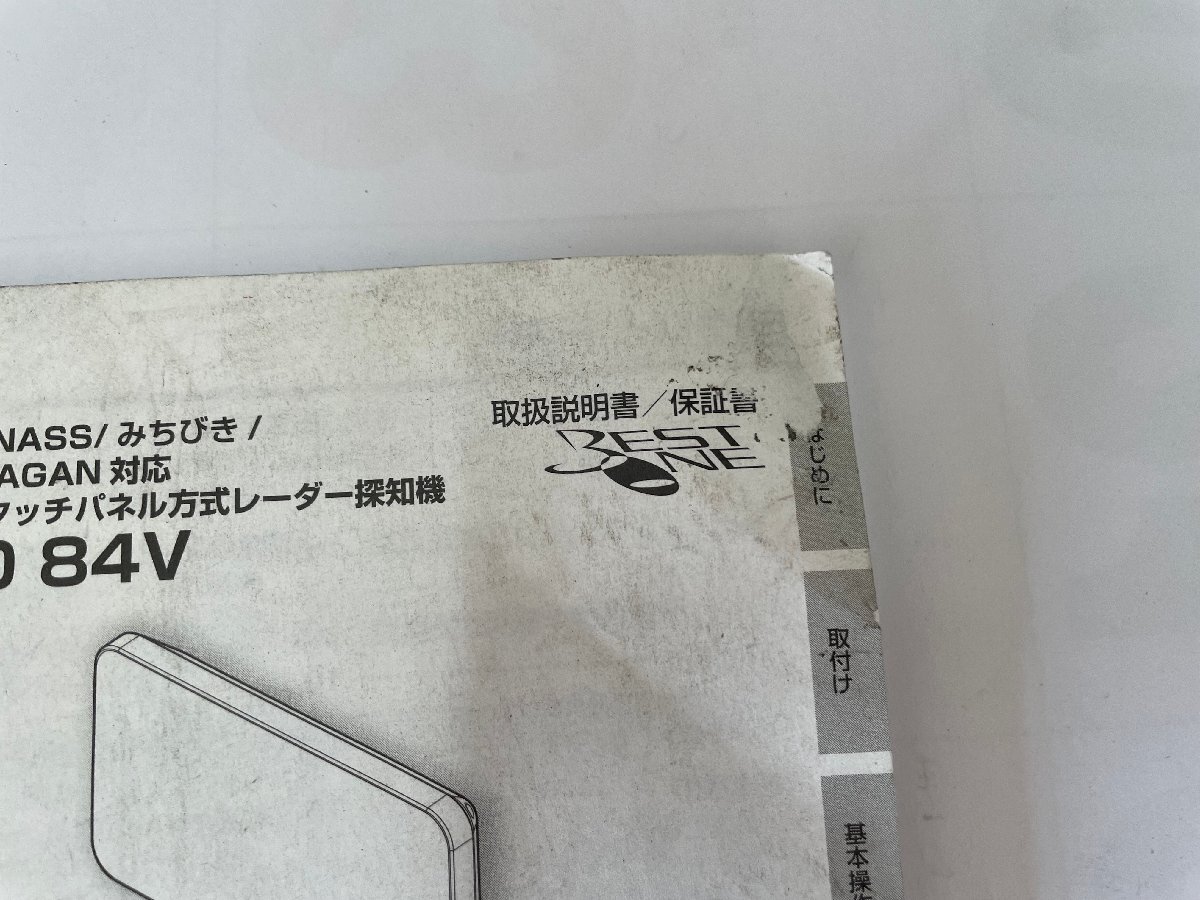 取扱説明書/保証書
BEST
ONE
NASS/みちびき/
AGAN 対応
タッチパネル方式レーダー探知機
84V
はじめに
取付け
基本操作